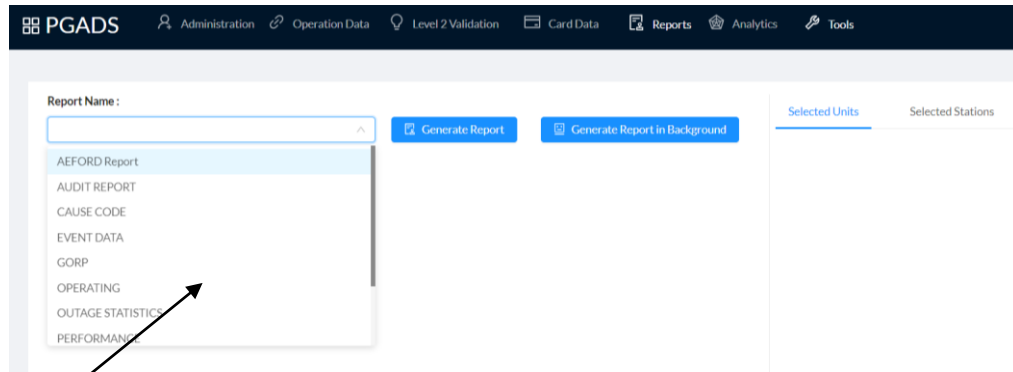 PGADS Administration Operation Data Level 2 Validation Card Data Reports Analytics Tools
Report Name :
Generate Report Generate Report in Background
Selected Units Selected Stations
AEFORD Report
AUDIT REPORT
CAUSE CODE
EVENT DATA
GORP
OPERATING
OUTAGE STATISTICS
PERFORMANCE